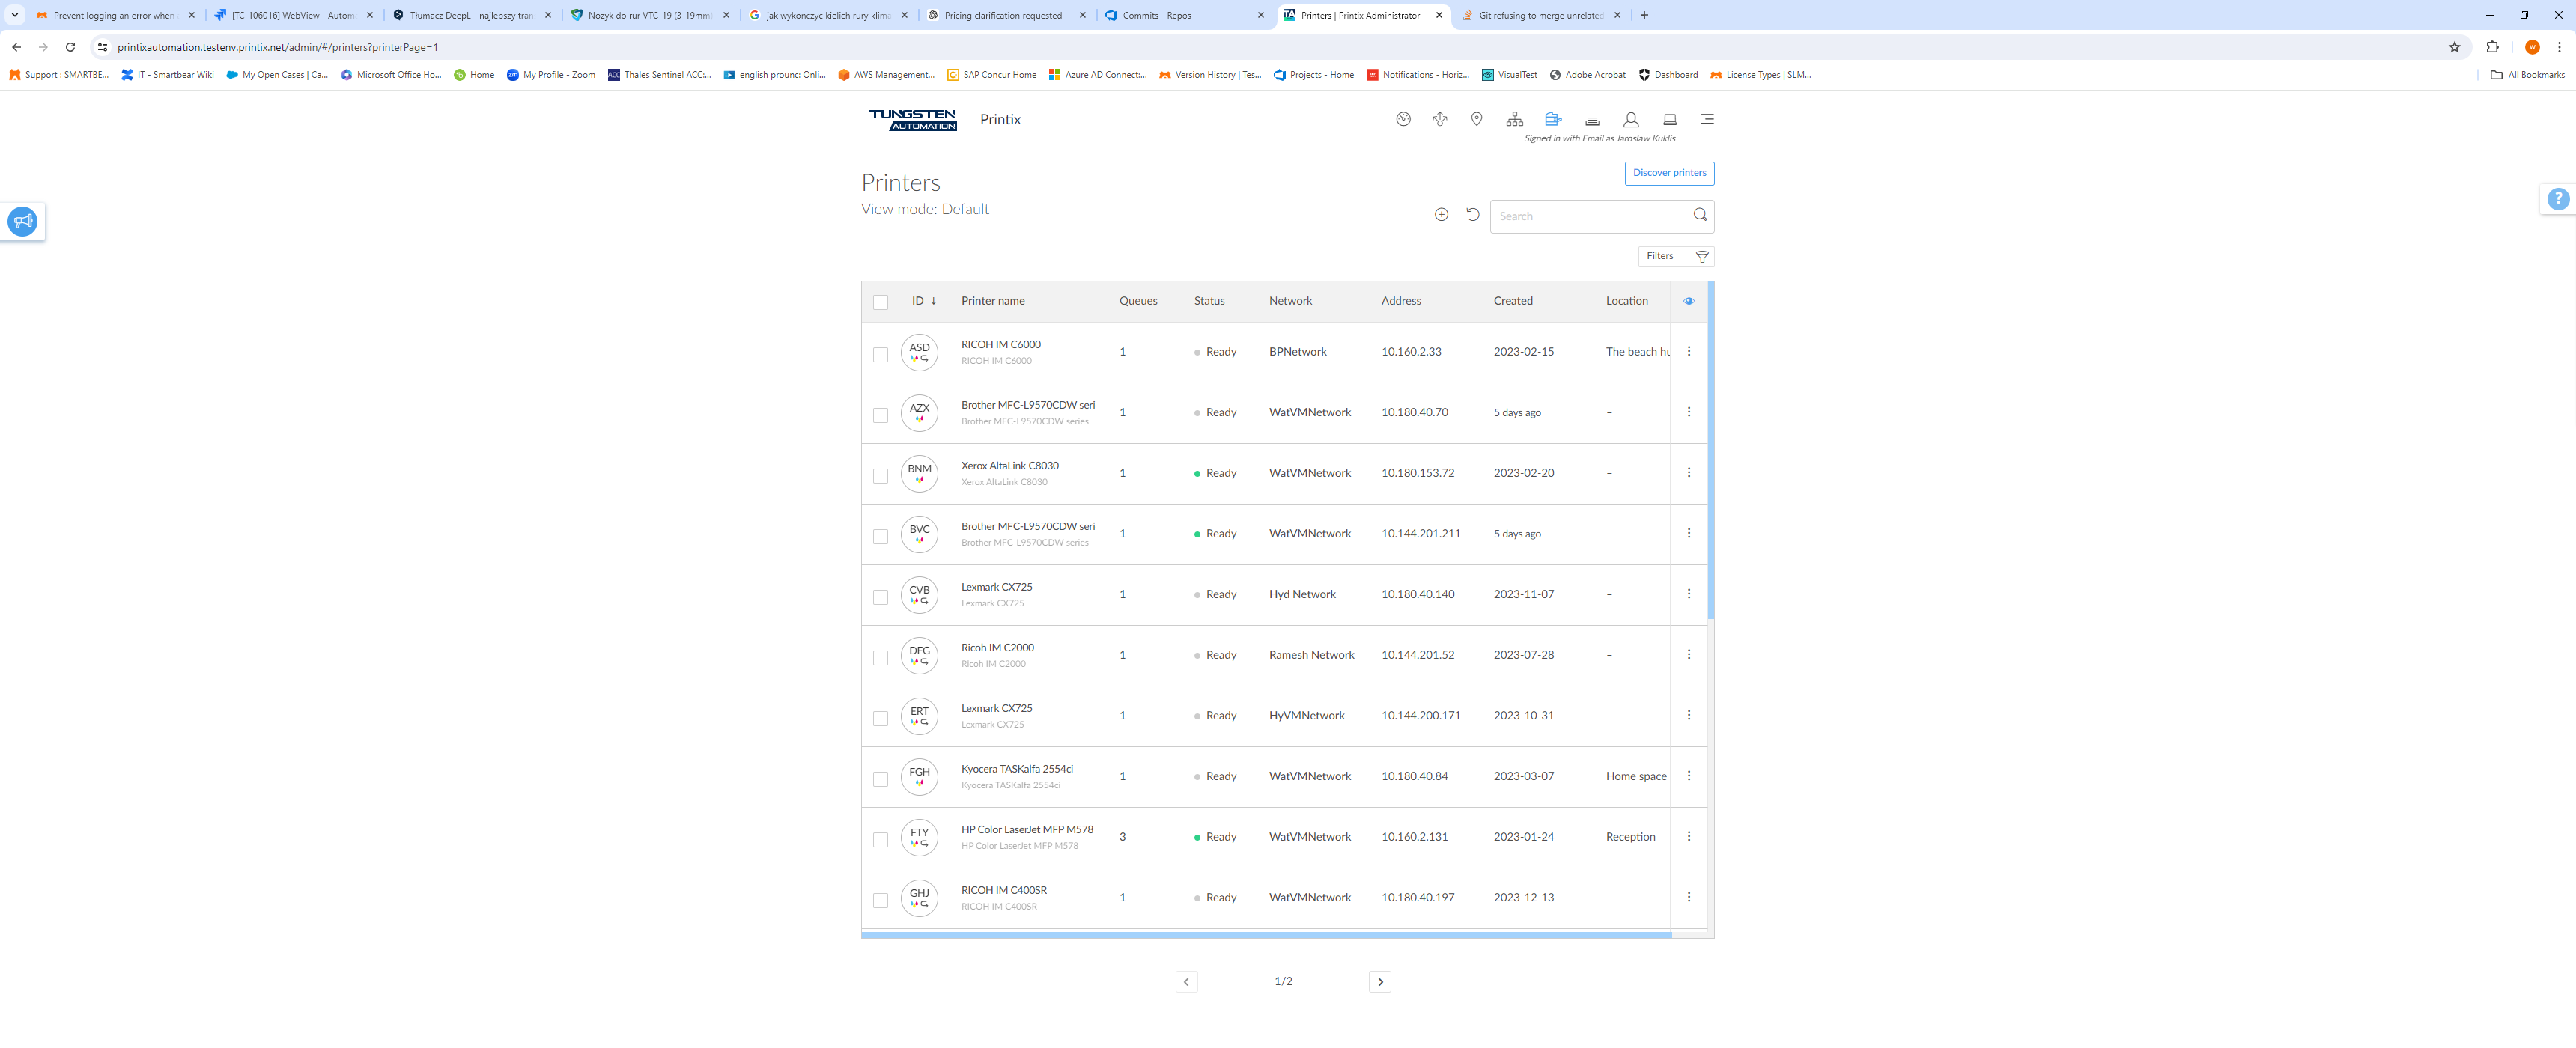 Prevent logging an error when
[TC-106016] WebView - Autom
Tłumacz DeepL - najlepszy tran
Nożyk do rur VTC-19 (3-19mm)
jak wykonczyc kielich rury klima
Pricing clarification requested
Commits - Repos
Printers | Printix Administrator
Git refusing to merge unrelated
printixautomation.testenv.printix.net/admin/#/printers?printerPage=1
Support : SMARTBE...
IT - Smartbear Wiki
My Open Cases | Ca...
Microsoft Office Ho...
Home
My Profile - Zoom
ACC
Thales Sentinel ACC:...
english prounc: Onli...
AWS Management...
SAP Concur Home
Azure AD Connect:...
Version History | Tes...
Projects - Home
Notifications - Horiz...
VisualTest
Adobe Acrobat
Dashboard
License Types | SLM...
All Bookmarks
TUNGSTEN
AUTOMATION
Printix
Signed in with Email as Jaroslaw Kuklis
Discover printers
Printers
View mode: Default
Search
Filters
ID ↓ Printer name Queues Status Network Address Created Location
ASD RICOH IM C6000 1 Ready BPNetwork 10.160.2.33 2023-02-15 The beach hu
RICOH IM C6000
AZX Brother MFC-L9570CDW seri 1 Ready WatVMNetwork 10.180.40.70 5 days ago –
Brother MFC-L9570CDW series
BNM Xerox AltaLink C8030 1 Ready WatVMNetwork 10.180.153.72 2023-02-20 –
Xerox AltaLink C8030
BVC Brother MFC-L9570CDW seri 1 Ready WatVMNetwork 10.144.201.211 5 days ago –
Brother MFC-L9570CDW series
CVB Lexmark CX725 1 Ready Hyd Network 10.180.40.140 2023-11-07 –
Lexmark CX725
DFG Ricoh IM C2000 1 Ready Ramesh Network 10.144.201.52 2023-07-28 –
Ricoh IM C2000
ERT Lexmark CX725 1 Ready HyVMNetwork 10.144.200.171 2023-10-31 –
Lexmark CX725
FGH Kyocera TASKalfa 2554ci 1 Ready WatVMNetwork 10.180.40.84 2023-03-07 Home space
Kyocera TASKalfa 2554ci
FTY HP Color LaserJet MFP M578 3 Ready WatVMNetwork 10.160.2.131 2023-01-24 Reception
HP Color LaserJet MFP M578
GHJ RICOH IM C400SR 1 Ready WatVMNetwork 10.180.40.197 2023-12-13 –
RICOH IM C400SR
1/2